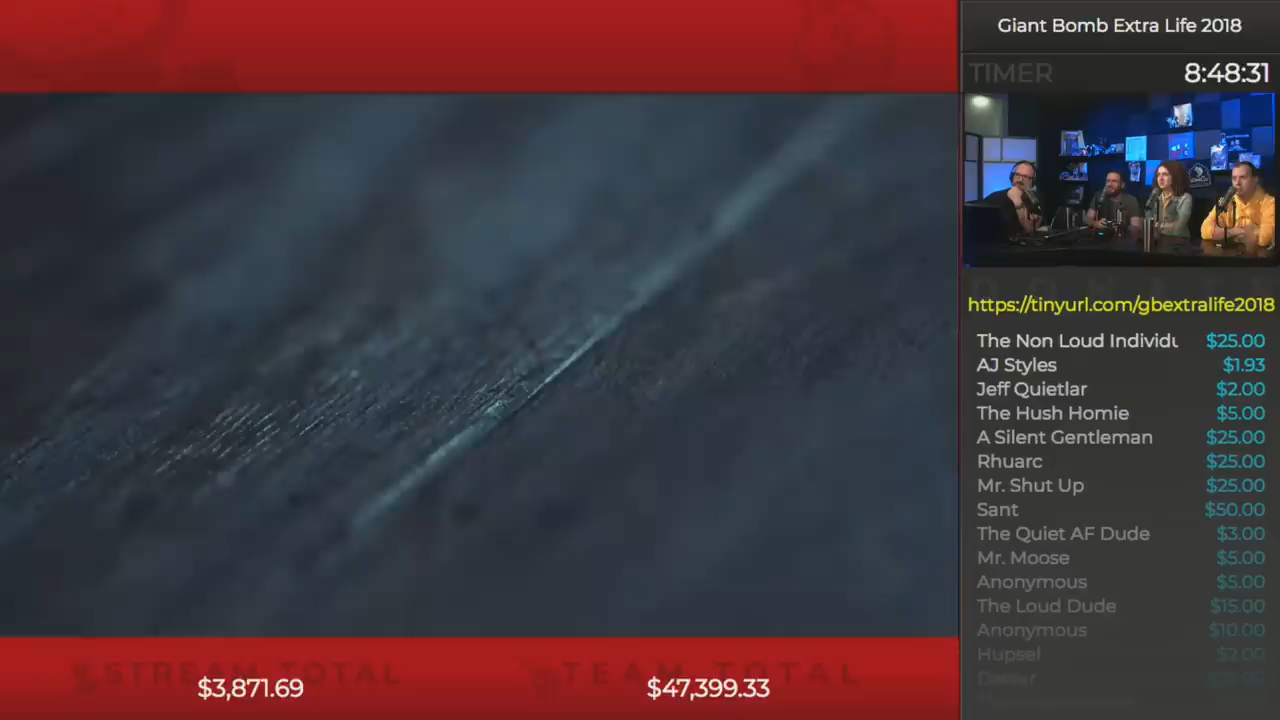 Giant Bomb Extra Life 2018
TIMER 8:48:31
https://tinyurl.com/gbextralife2018
The Non Loud Individu $25.00
AJ Styles $1.93
Jeff Quietlar $2.00
The Hush Homie $5.00
A Silent Gentleman $25.00
Rhuarc $25.00
Mr. Shut Up $25.00
Sant $50.00
The Quiet AF Dude $3.00
Mr. Moose $5.00
Anonymous $5.00
The Loud Dude $15.00
Anonymous $10.00
Hupsel $2.00
STREAM TOTAL
$3,871.69
TEAM TOTAL
$47,399.33